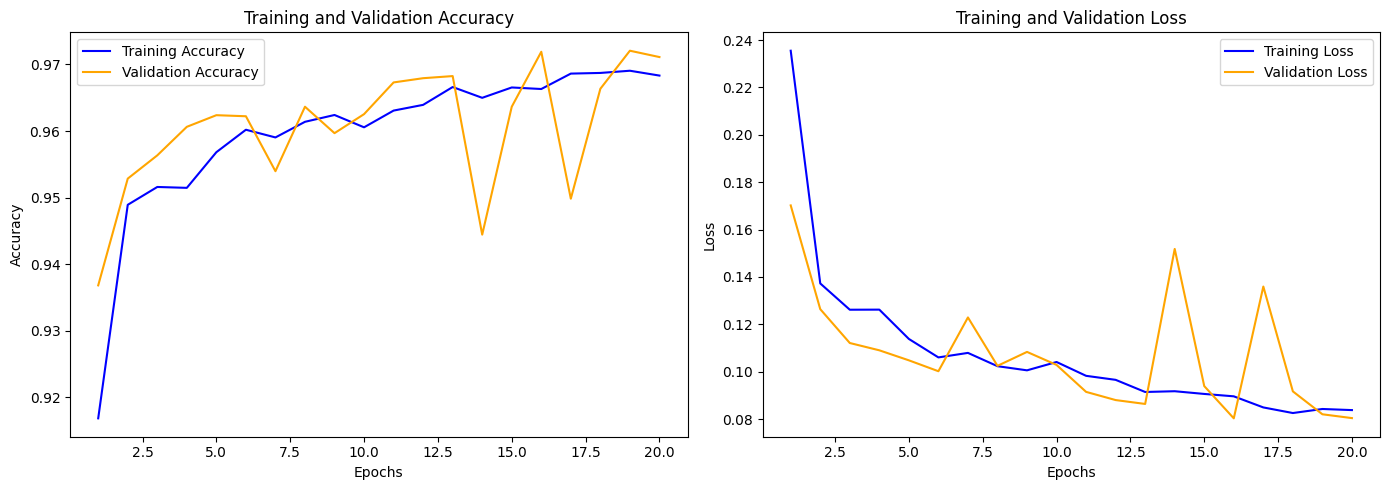 Training and Validation Accuracy
Training Accuracy
Validation Accuracy
0.97
0.96
0.95
0.94
0.93
0.92
Accuracy
2.5 5.0 7.5 10.0 12.5 15.0 17.5 20.0
Epochs
Training and Validation Loss
Training Loss
Validation Loss
0.24
0.22
0.20
0.18
0.16
0.14
0.12
0.10
0.08
Loss
2.5 5.0 7.5 10.0 12.5 15.0 17.5 20.0
Epochs